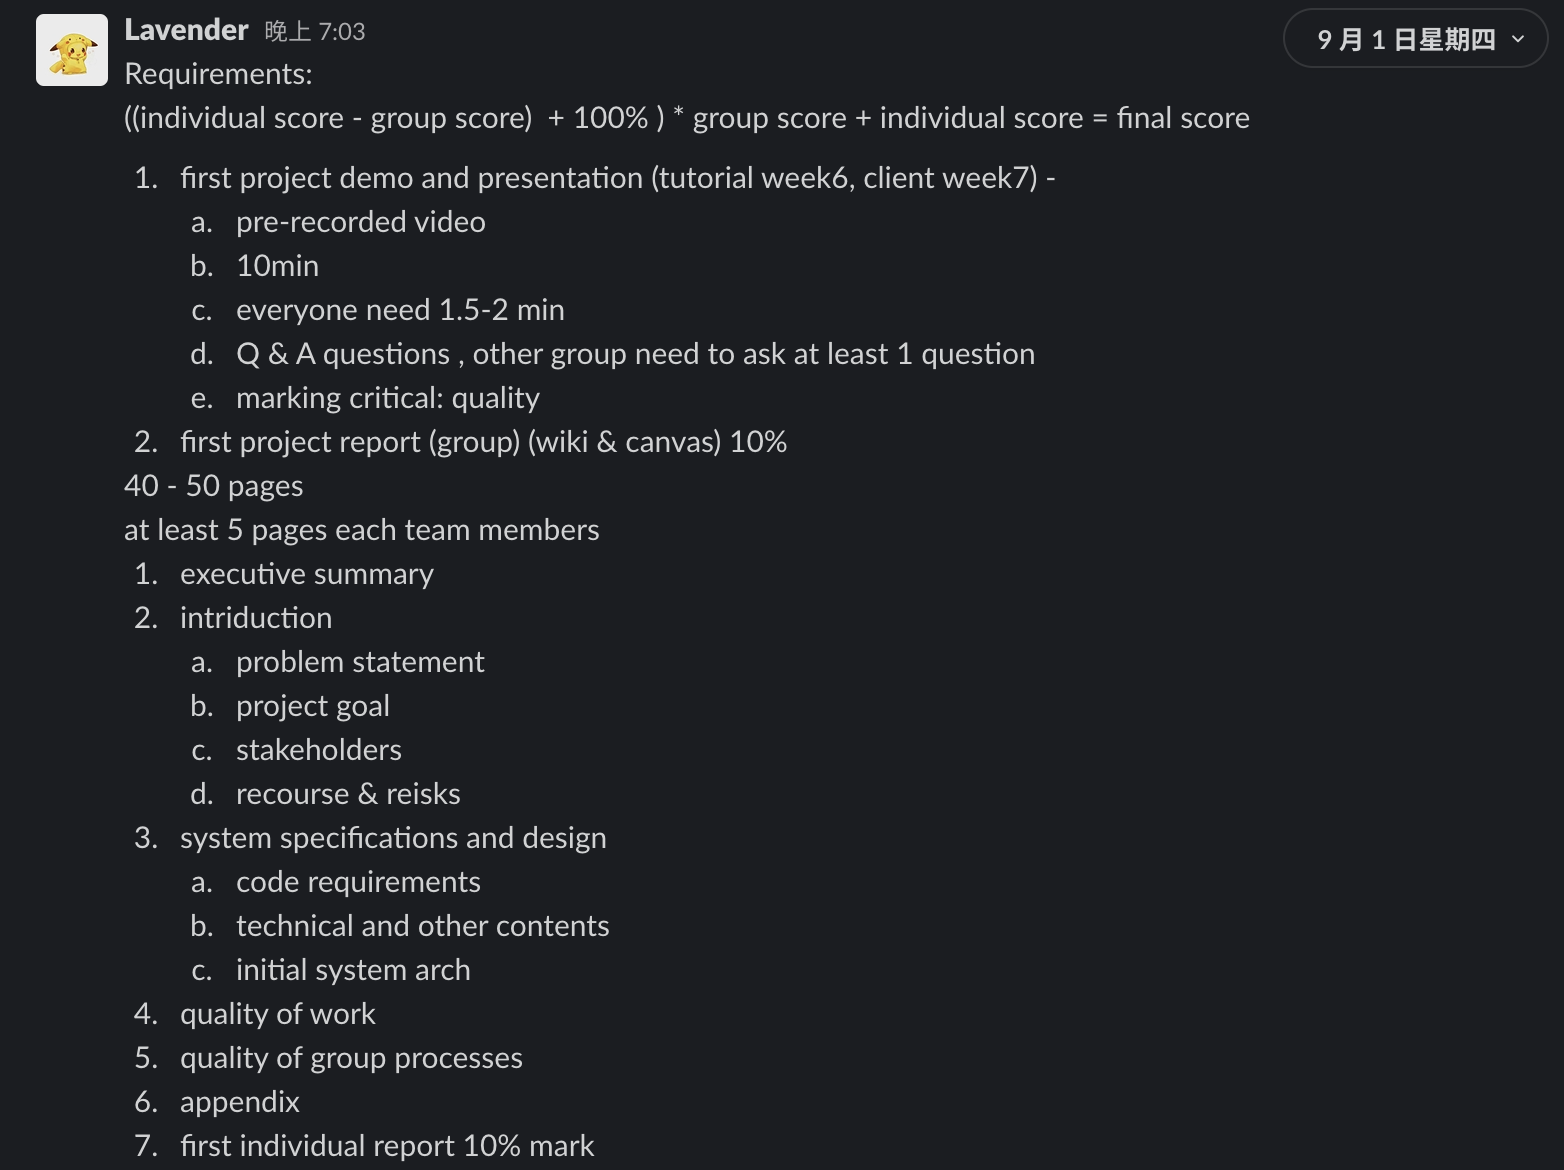 Lavender 晚上 7:03
9 月 1 日星期四
Requirements:
((individual score - group score)  + 100% ) * group score + individual score = final score
1. first project demo and presentation (tutorial week6, client week7) -
a. pre-recorded video
b. 10min
c. everyone need 1.5-2 min
d. Q & A questions , other group need to ask at least 1 question
e. marking critical: quality
2. first project report (group) (wiki & canvas) 10%
40 - 50 pages
at least 5 pages each team members
1. executive summary
2. intriduction
a. problem statement
b. project goal
c. stakeholders
d. recourse & reisks
3. system specifications and design
a. code requirements
b. technical and other contents
c. initial system arch
4. quality of work
5. quality of group processes
6. appendix
7. first individual report 10% mark